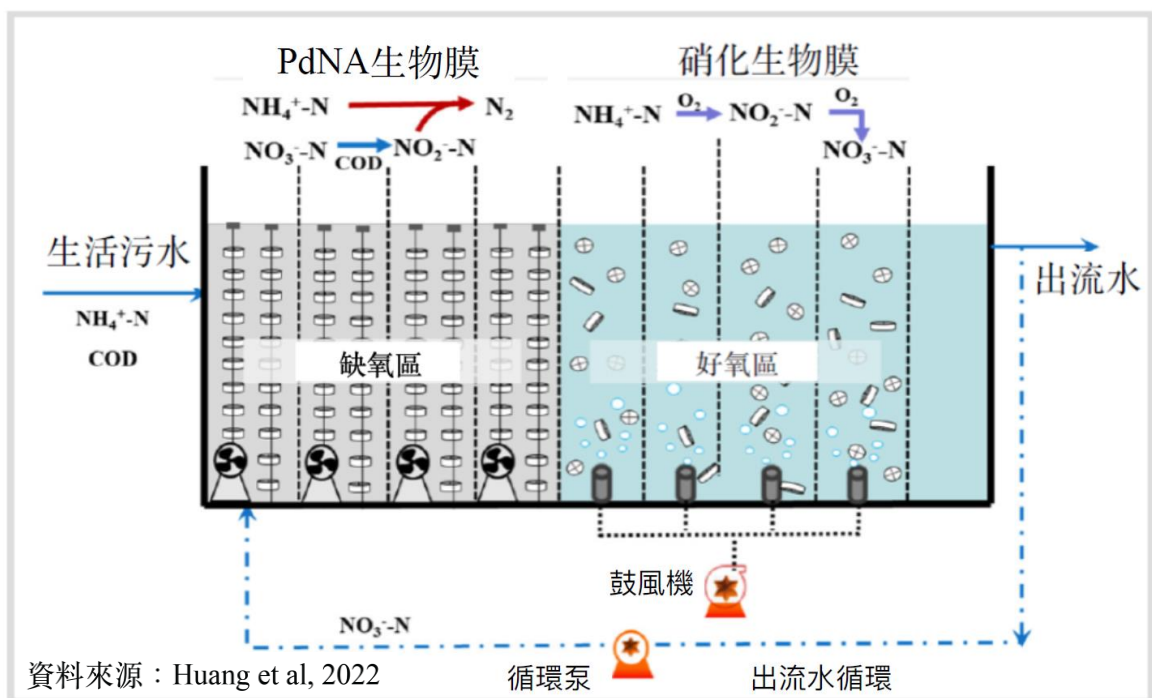 PdNA生物膜
硝化生物膜
NH₄⁺-N
N₂
NO₃⁻-N
COD
NO₂⁻-N
NH₄⁺-N
O₂
NO₂⁻-N
O₂
NO₃⁻-N
生活污水
NH₄⁺-N
COD
缺氧區
好氧區
出流水
鼓風機
NO₃⁻-N
資料來源：Huang et al, 2022
循環泵
出流水循環